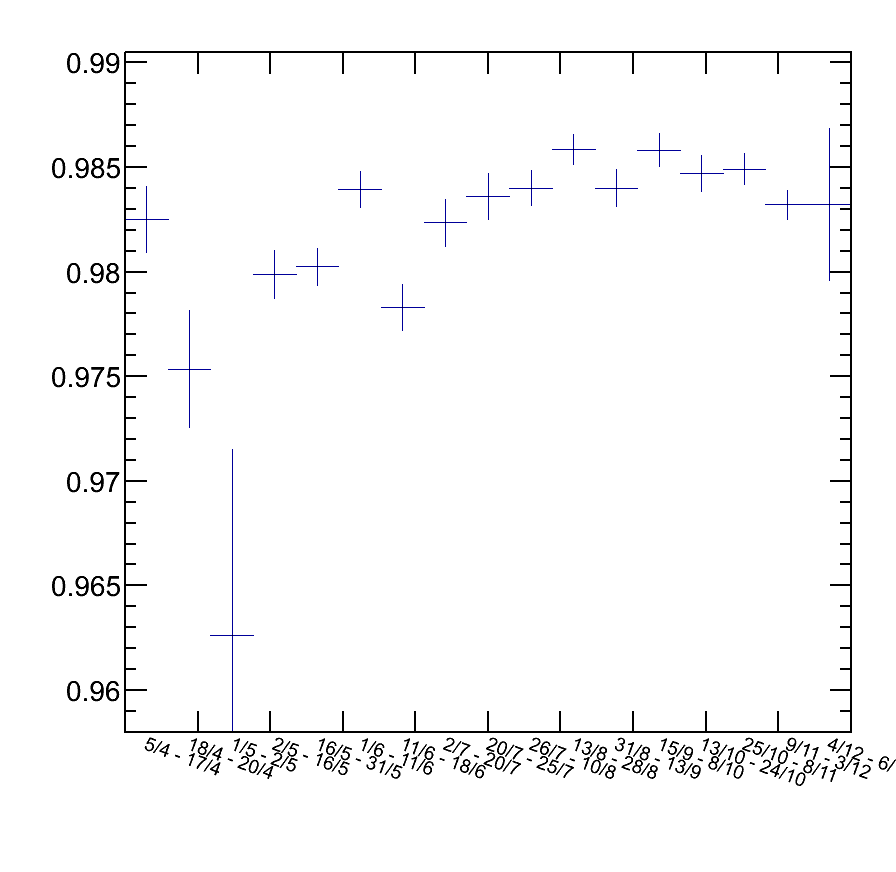 0.99
0.985
0.98
0.975
0.97
0.965
0.96
5/4 - 17/4
18/4 - 20/4
1/5 - 2/5
2/5 - 16/5
16/5 - 31/5
1/6 - 11/6
11/6 - 18/6
2/7 - 20/7
20/7 - 25/7
26/7 - 10/8
13/8 - 28/8
31/8 - 13/9
15/9 - 8/10
13/10 - 24/10
25/10 - 8/11
9/11 - 3/12
4/12 - 6/